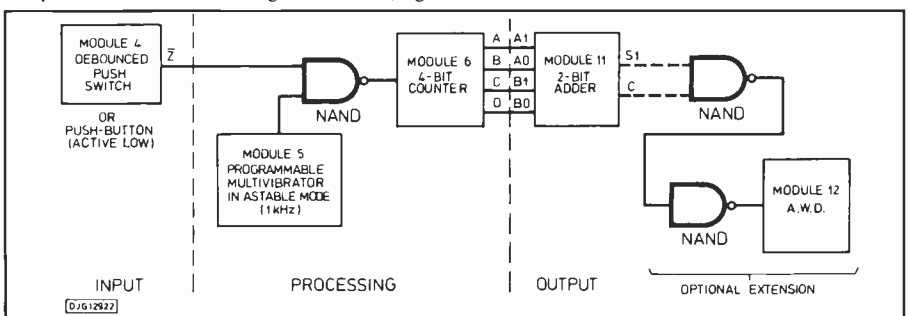 MODULE 4
DEBOUNCED
PUSH
SWITCH
Z̅
OR
PUSH-BUTTON
(ACTIVE LOW)
NAND
MODULE 5
PROGRAMMABLE
MULTIVIBRATOR
IN ASTABLE MODE
(1kHz)
MODULE 6
4-BIT
COUNTER
A A1
B A0
C B1
D B0
MODULE 11
2-BIT
ADDER
S1
C
NAND
NAND
MODULE 12
A.W.D.
INPUT
PROCESSING
OUTPUT
OPTIONAL EXTENSION
DJG12922